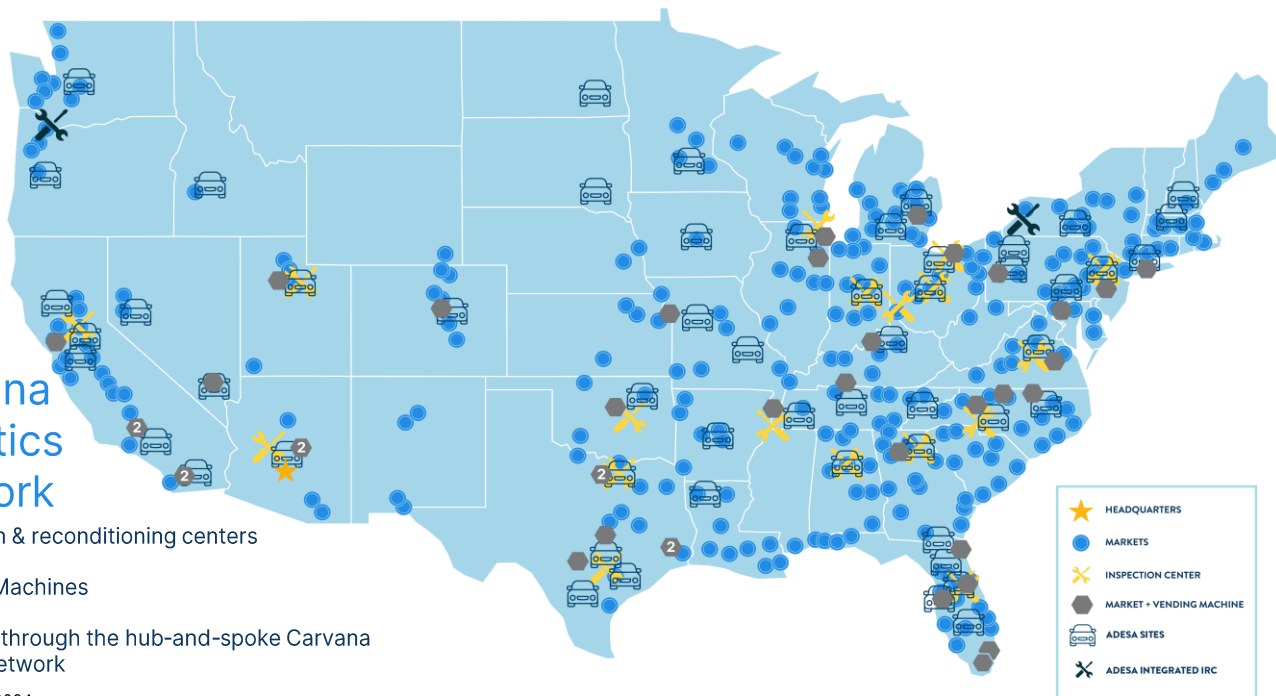 na
2
tics
2
2
2
ork
n & reconditioning centers
2
Machines
through the hub-and-spoke Carvana
etwork
HEADQUARTERS
MARKETS
INSPECTION CENTER
MARKET + VENDING MACHINE
ADESA SITES
ADESA INTEGRATED IRC